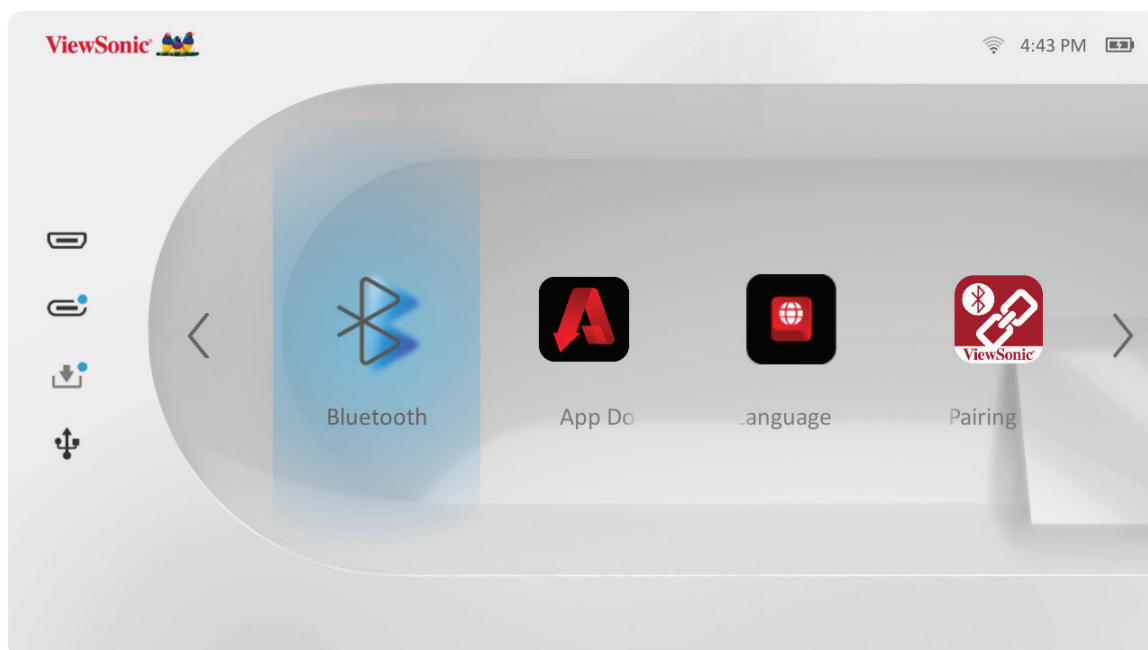 ViewSonic
4:43 PM
ViewSonic
Bluetooth
App Do
Language
Pairing